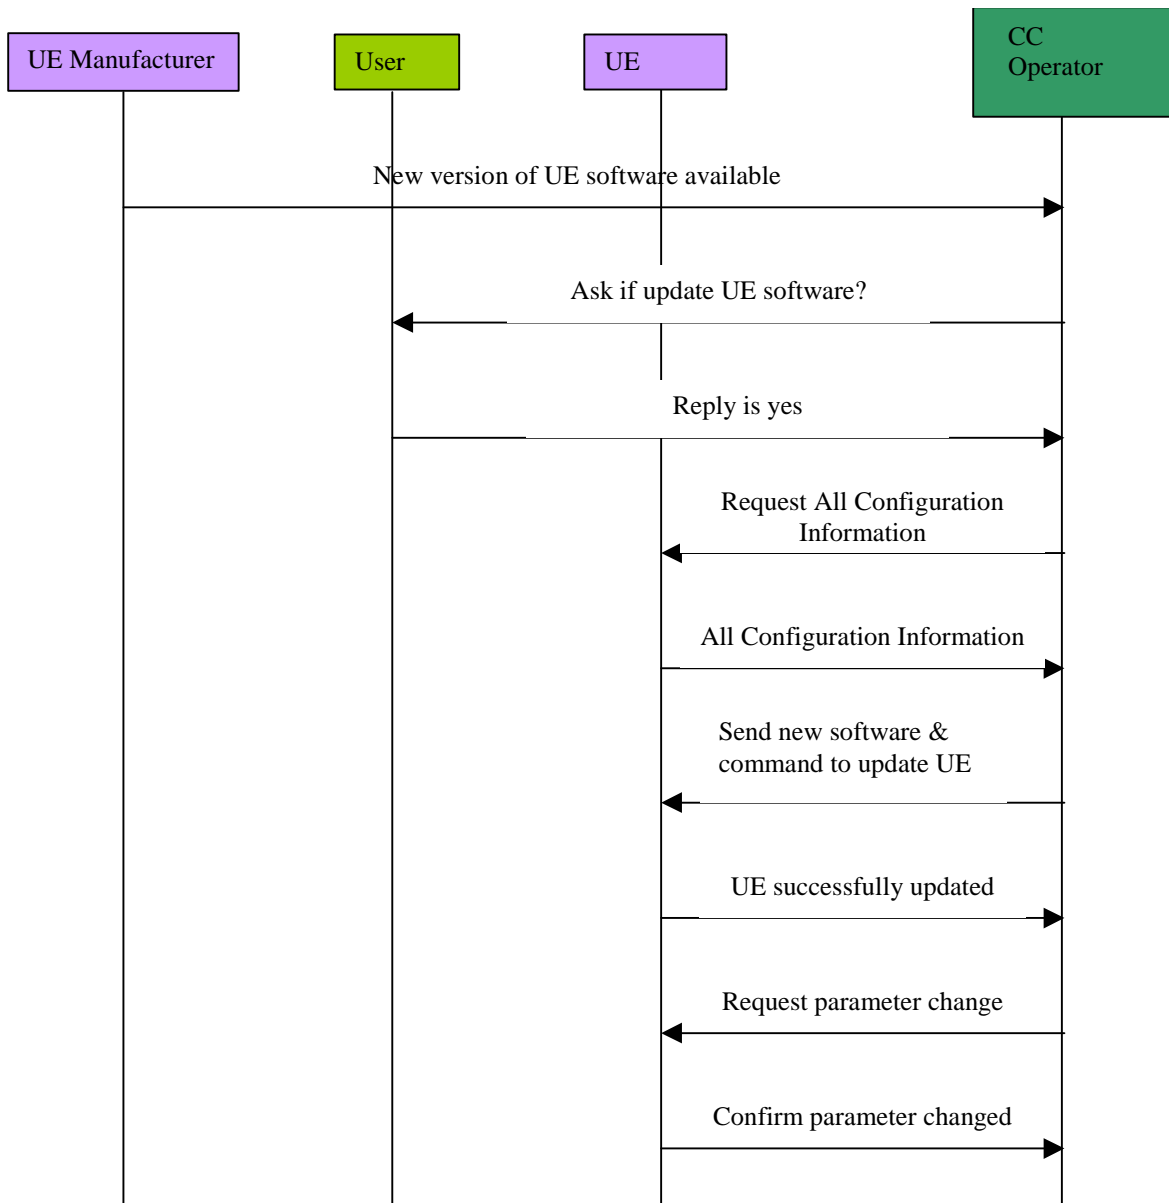 UE Manufacturer
User
UE
CC
Operator
New version of UE software available
Ask if update UE software?
Reply is yes
Request All Configuration
Information
All Configuration Information
Send new software &
command to update UE
UE successfully updated
Request parameter change
Confirm parameter changed